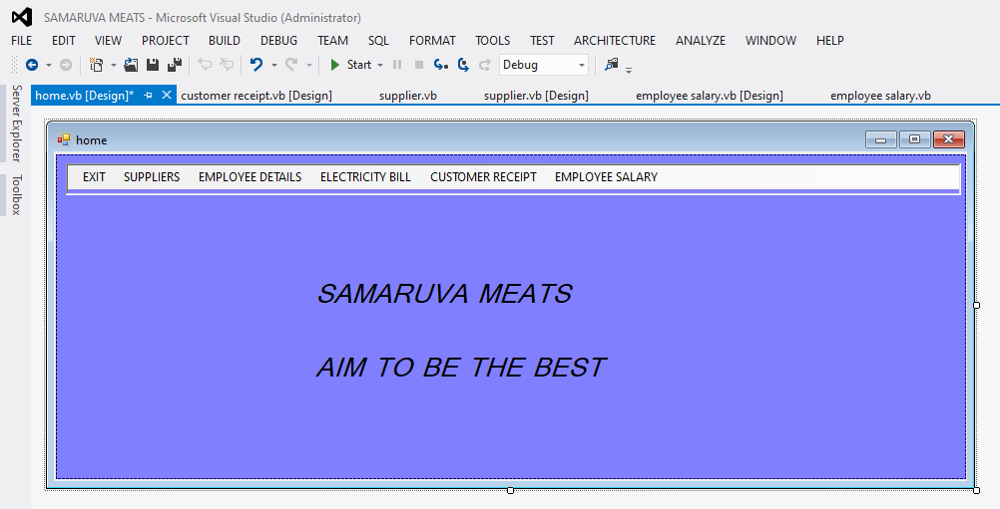 SAMARUVA MEATS - Microsoft Visual Studio (Administrator)
FILE EDIT VIEW PROJECT BUILD DEBUG TEAM SQL FORMAT TOOLS TEST ARCHITECTURE ANALYZE WINDOW HELP
Start Debug
home.vb [Design]* customer receipt.vb [Design] supplier.vb supplier.vb [Design] employee salary.vb [Design] employee salary.vb
Server Explorer
Toolbox
home
EXIT SUPPLIERS EMPLOYEE DETAILS ELECTRICITY BILL CUSTOMER RECEIPT EMPLOYEE SALARY
SAMARUVA MEATS
AIM TO BE THE BEST